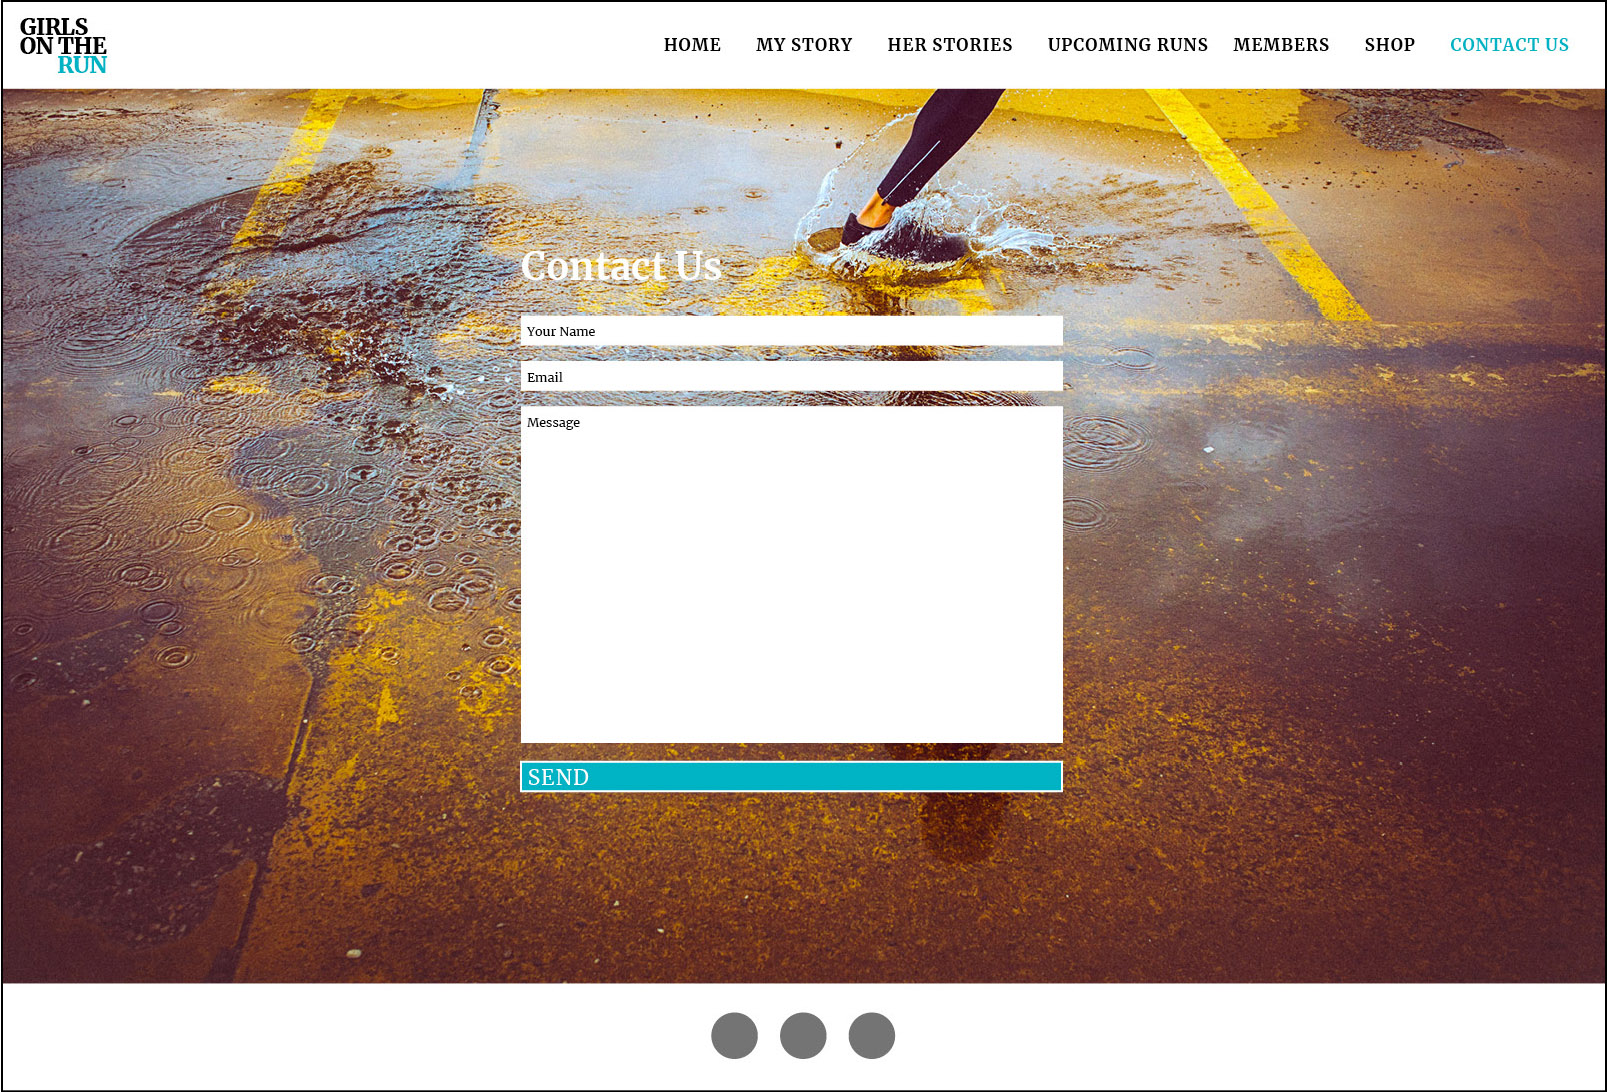 GIRLS
ON THE
RUN
HOME MY STORY HER STORIES UPCOMING RUNS MEMBERS SHOP CONTACT US
Contact Us
Your Name
Email
Message
SEND